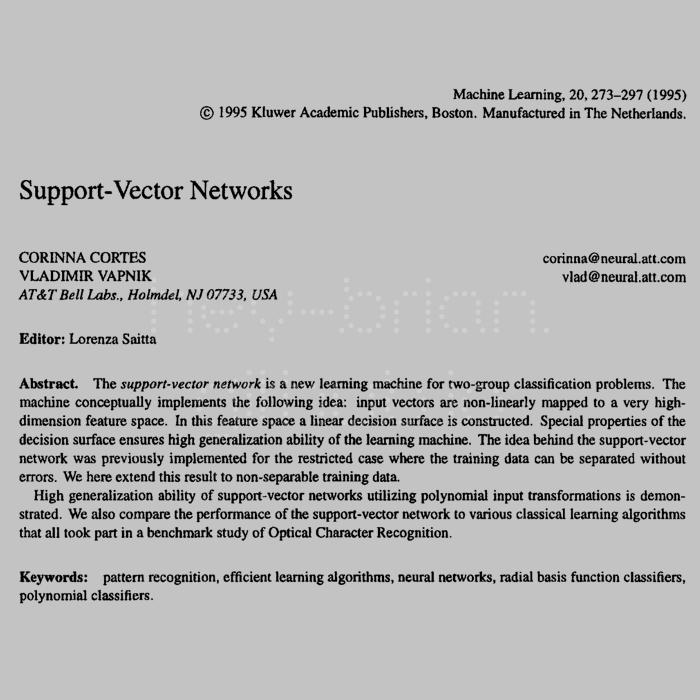 Machine Learning, 20, 273–297 (1995)
© 1995 Kluwer Academic Publishers, Boston. Manufactured in The Netherlands.
Support-Vector Networks
CORINNA CORTES
corinna@neural.att.com
VLADIMIR VAPNIK
vlad@neural.att.com
AT&T Bell Labs., Holmdel, NJ 07733, USA
hey-brian.
Editor: Lorenza Saitta
Abstract. The support-vector network is a new learning machine for two-group classification problems. The
machine conceptually implements the following idea: input vectors are non-linearly mapped to a very high-
dimension feature space. In this feature space a linear decision surface is constructed. Special properties of the
decision surface ensures high generalization ability of the learning machine. The idea behind the support-vector
network was previously implemented for the restricted case where the training data can be separated without
errors. We here extend this result to non-separable training data.
High generalization ability of support-vector networks utilizing polynomial input transformations is demon-
strated. We also compare the performance of the support-vector network to various classical learning algorithms
that all took part in a benchmark study of Optical Character Recognition.
Keywords: pattern recognition, efficient learning algorithms, neural networks, radial basis function classifiers,
polynomial classifiers.